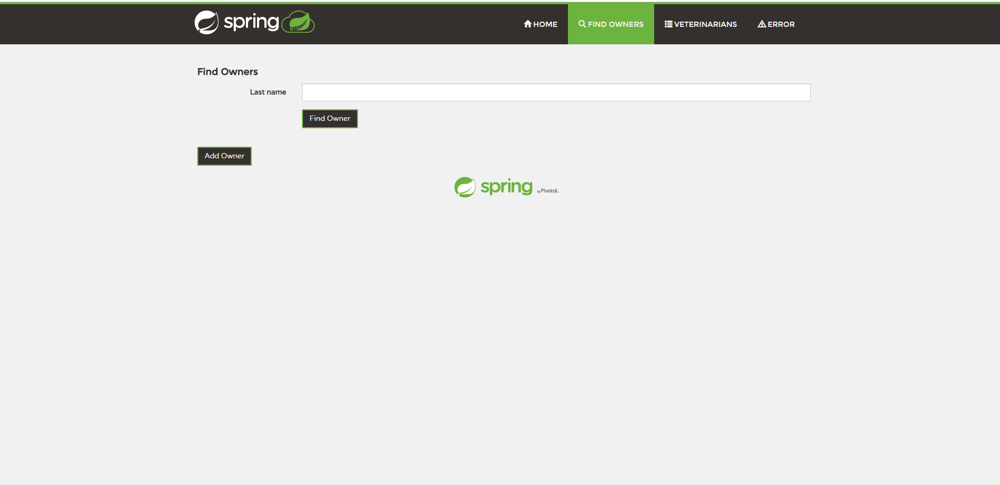 spring
HOME
FIND OWNERS
VETERINARIANS
ERROR
Find Owners
Last name
Find Owner
Add Owner
spring by Pivotal